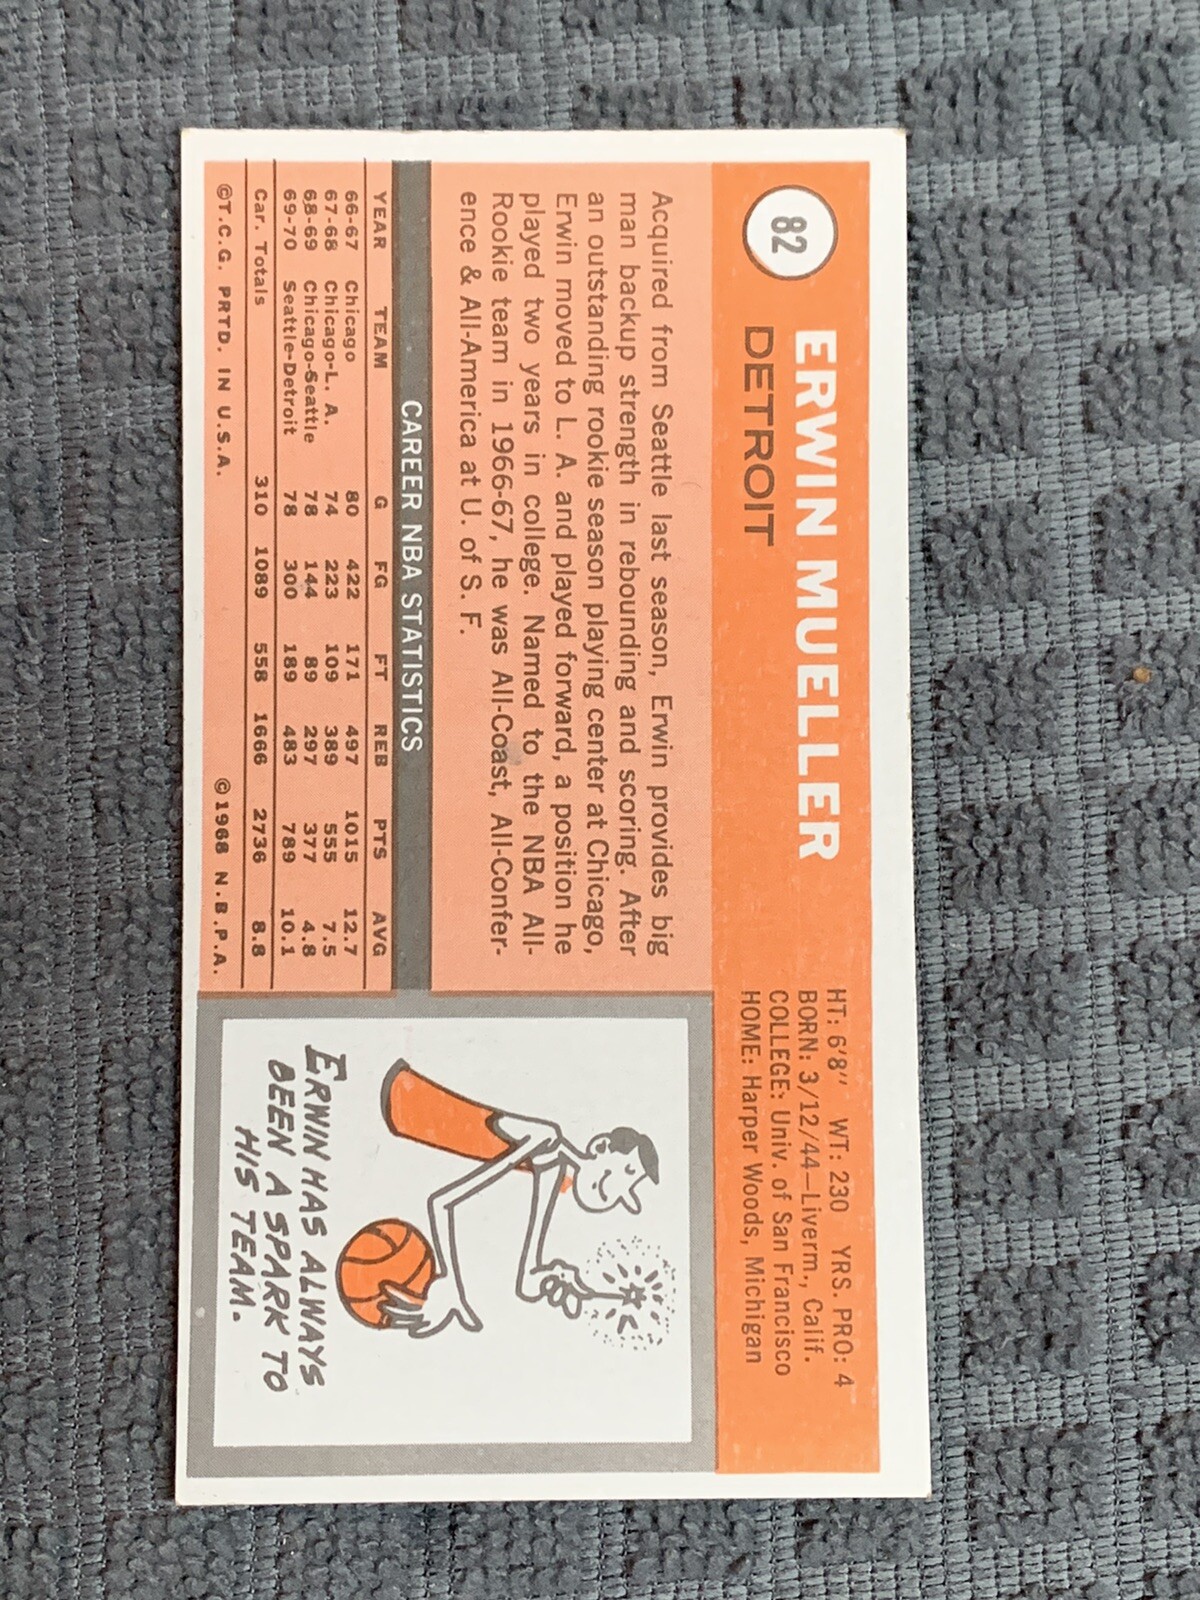 82
ERWIN MUELLER
DETROIT
HT: 6'8" WT: 230 YRS. PRO: 4
BORN: 3/12/44—Liverm., Calif.
COLLEGE: Univ. of San Francisco
HOME: Harper Woods, Michigan
Acquired from Seattle last season, Erwin provides big
man backup strength in rebounding and scoring. After
an outstanding rookie season playing center at Chicago,
Erwin moved to L. A. and played forward, a position he
played two years in college. Named to the NBA All-
Rookie team in 1966-67, he was All-Coast, All-Confer-
ence & All-America at U. of S. F.
CAREER NBA STATISTICS
YEAR TEAM G FG FT REB PTS AVG
66-67 Chicago 80 422 171 497 1015 12.7
67-68 Chicago-L. A. 74 223 109 389 555 7.5
68-69 Chicago-Seattle 78 144 89 297 377 4.8
69-70 Seattle-Detroit 78 300 189 483 789 10.1
Car. Totals 310 1089 558 1666 2736 8.8
©T.C.G. PRTD. IN U.S.A. ©1968 N.B.P.A.
ERWIN HAS ALWAYS
BEEN A SPARK TO
HIS TEAM.